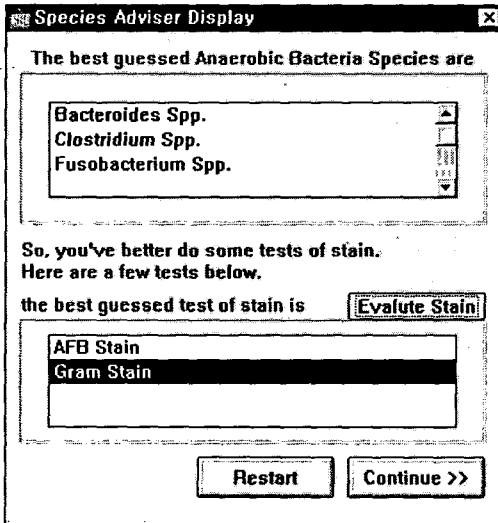 Species Adviser Display
The best guessed Anaerobic Bacteria Species are
Bacteroides Spp.
Clostridium Spp.
Fusobacterium Spp.
So, you've better do some tests of stain.
Here are a few tests below.
the best guessed test of stain is Evalute Stain
AFB Stain
Gram Stain
Restart Continue >>